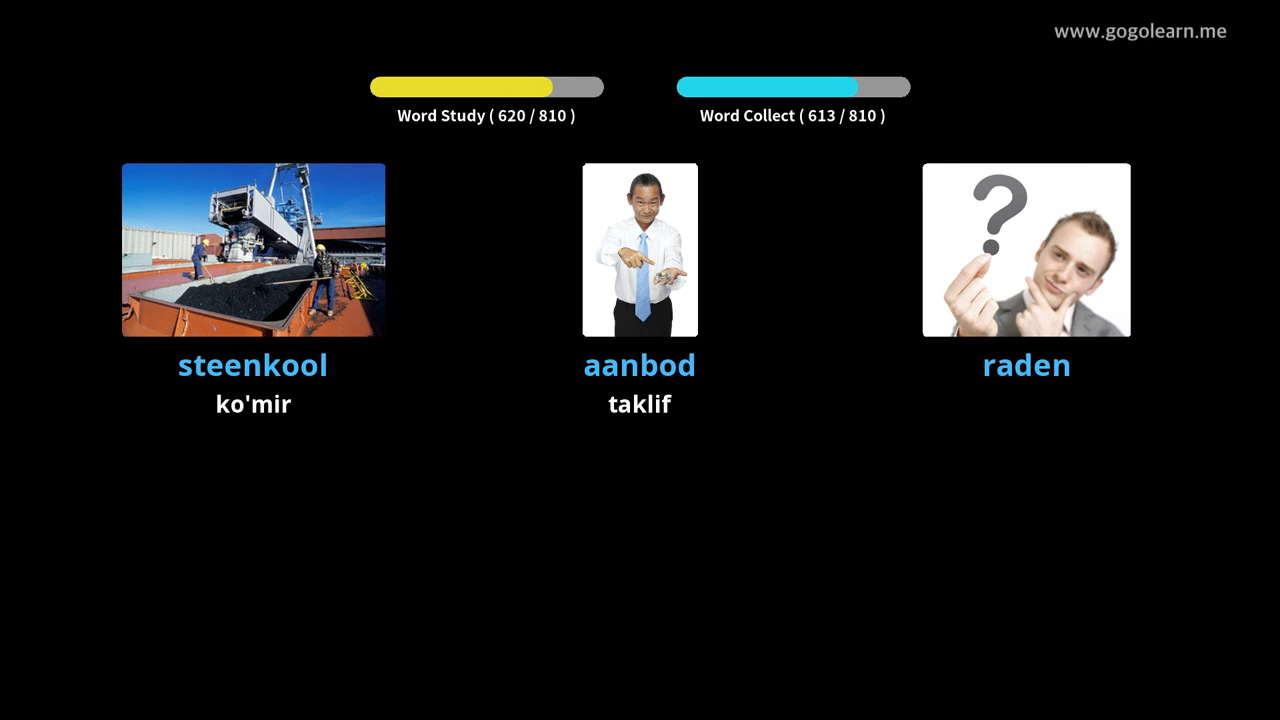 www.gogolearn.me
Word Study ( 620 / 810 )
Word Collect ( 613 / 810 )
steenkool
ko'mir
aanbod
taklif
raden